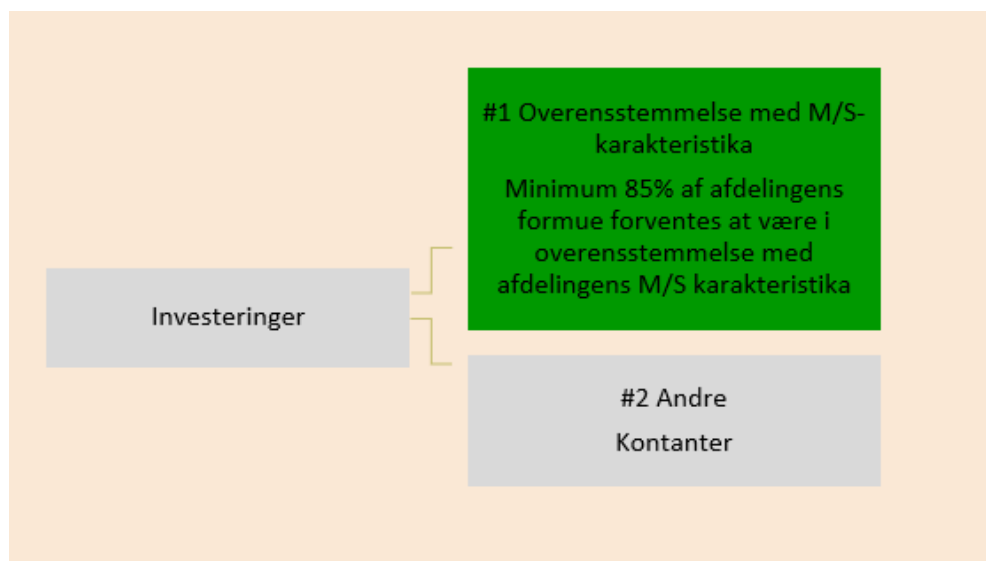 #1 Overensstemmelse med M/S-
karakteristika
Minimum 85% af afdelingens
formue forventes at være i
overensstemmelse med
afdelingens M/S karakteristika
Investeringer
#2 Andre
Kontanter